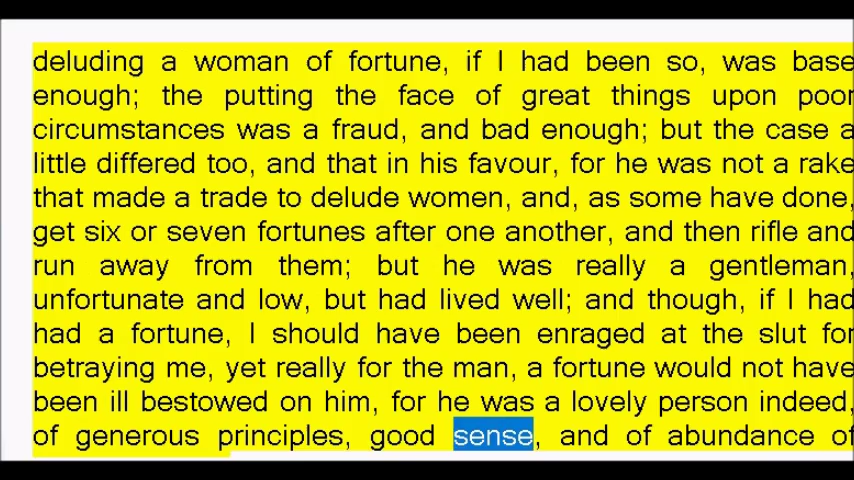 deluding a woman of fortune, if I had been so, was base
enough; the putting the face of great things upon poor
circumstances was a fraud, and bad enough; but the case a
little differed too, and that in his favour, for he was not a rake
that made a trade to delude women, and, as some have done,
get six or seven fortunes after one another, and then rifle and
run away from them; but he was really a gentleman,
unfortunate and low, but had lived well; and though, if I had
had a fortune, I should have been enraged at the slut for
betraying me, yet really for the man, a fortune would not have
been ill bestowed on him, for he was a lovely person indeed,
of generous principles, good sense, and of abundance of